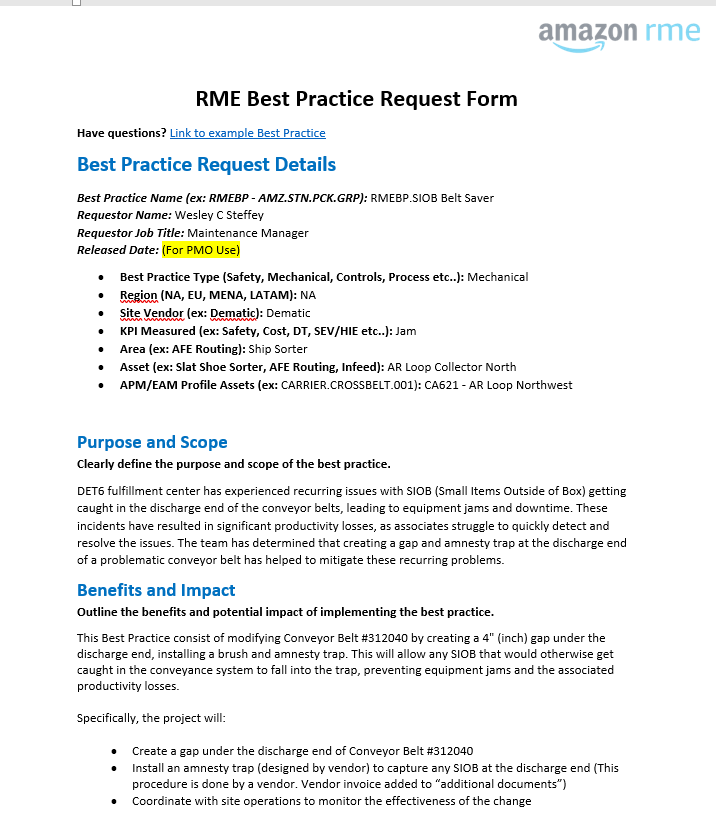 amazon rme
RME Best Practice Request Form
Have questions? Link to example Best Practice
Best Practice Request Details
Best Practice Name (ex: RMEBP - AMZ.STN.PCK.GRP): RMEBP.SIOB Belt Saver
Requestor Name: Wesley C Steffey
Requestor Job Title: Maintenance Manager
Released Date: (For PMO Use)
• Best Practice Type (Safety, Mechanical, Controls, Process etc..): Mechanical
• Region (NA, EU, MENA, LATAM): NA
• Site Vendor (ex: Dematic): Dematic
• KPI Measured (ex: Safety, Cost, DT, SEV/HIE etc..): Jam
• Area (ex: AFE Routing): Ship Sorter
• Asset (ex: Slat Shoe Sorter, AFE Routing, Infeed): AR Loop Collector North
• APM/EAM Profile Assets (ex: CARRIER.CROSSBELT.001): CA621 - AR Loop Northwest
Purpose and Scope
Clearly define the purpose and scope of the best practice.
DET6 fulfillment center has experienced recurring issues with SIOB (Small Items Outside of Box) getting
caught in the discharge end of the conveyor belts, leading to equipment jams and downtime. These
incidents have resulted in significant productivity losses, as associates struggle to quickly detect and
resolve the issues. The team has determined that creating a gap and amnesty trap at the discharge end
of a problematic conveyor belt has helped to mitigate these recurring problems.
Benefits and Impact
Outline the benefits and potential impact of implementing the best practice.
This Best Practice consist of modifying Conveyor Belt #312040 by creating a 4" (inch) gap under the
discharge end, installing a brush and amnesty trap. This will allow any SIOB that would otherwise get
caught in the conveyance system to fall into the trap, preventing equipment jams and the associated
productivity losses.
Specifically, the project will:
• Create a gap under the discharge end of Conveyor Belt #312040
• Install an amnesty trap (designed by vendor) to capture any SIOB at the discharge end (This
procedure is done by a vendor. Vendor invoice added to “additional documents”)
• Coordinate with site operations to monitor the effectiveness of the change